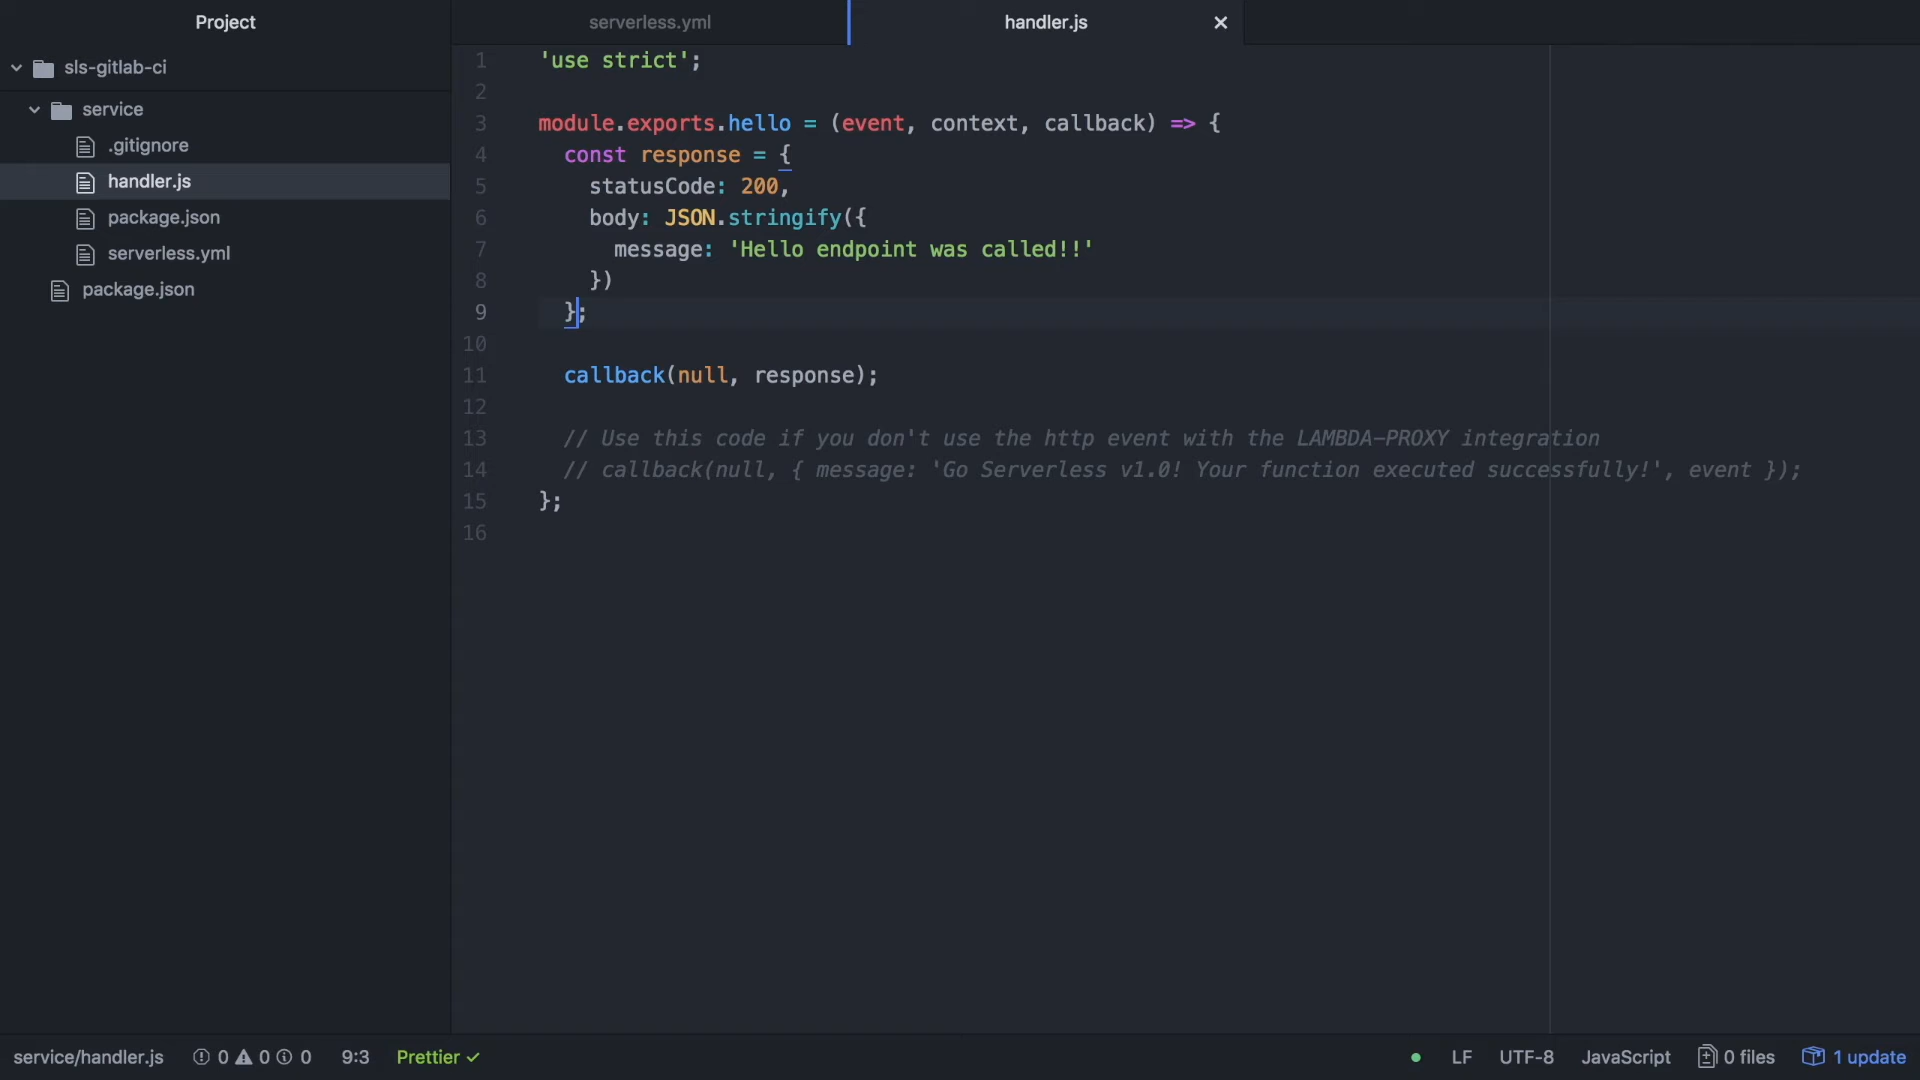 Project
serverless.yml
handler.js
sls-gitlab-ci
service
.gitignore
handler.js
package.json
serverless.yml
package.json
1 'use strict';
2
3 module.exports.hello = (event, context, callback) => {
4   const response = {
5     statusCode: 200,
6     body: JSON.stringify({
7       message: 'Hello endpoint was called!!'
8     })
9   };
10
11   callback(null, response);
12
13   // Use this code if you don't use the http event with the LAMBDA-PROXY integration
14   // callback(null, { message: 'Go Serverless v1.0! Your function executed successfully!', event });
15 };
16
service/handler.js 0 0 0 9:3 Prettier ✓ LF UTF-8 JavaScript 0 files 1 update